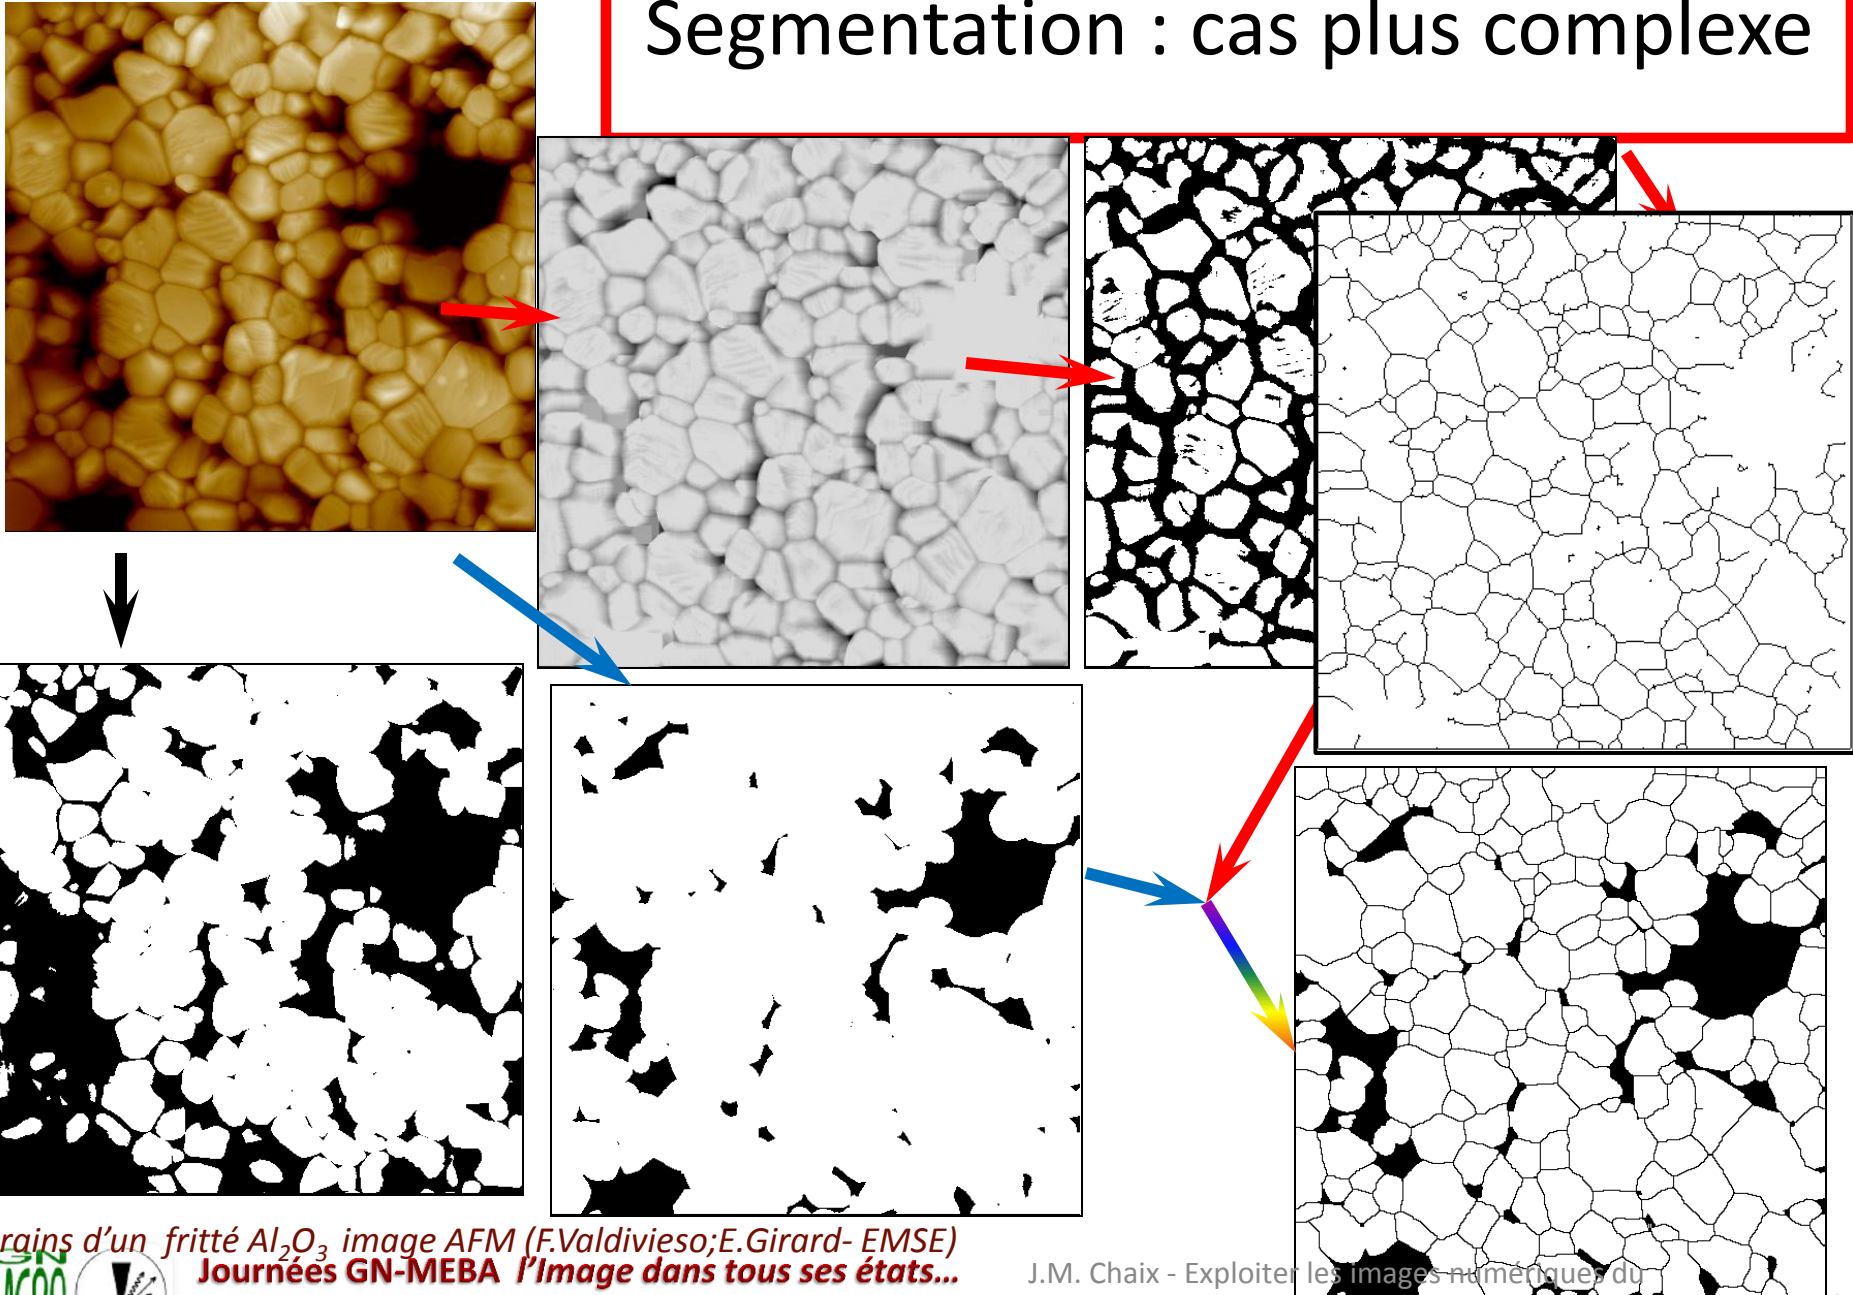 Segmentation : cas plus complexe
rains d’un fritté Al2O3 image AFM (F.Valdivieso;E.Girard- EMSE)
Journées GN-MEBA l’Image dans tous ses états…
J.M. Chaix - Exploiter les images numériques du
GN